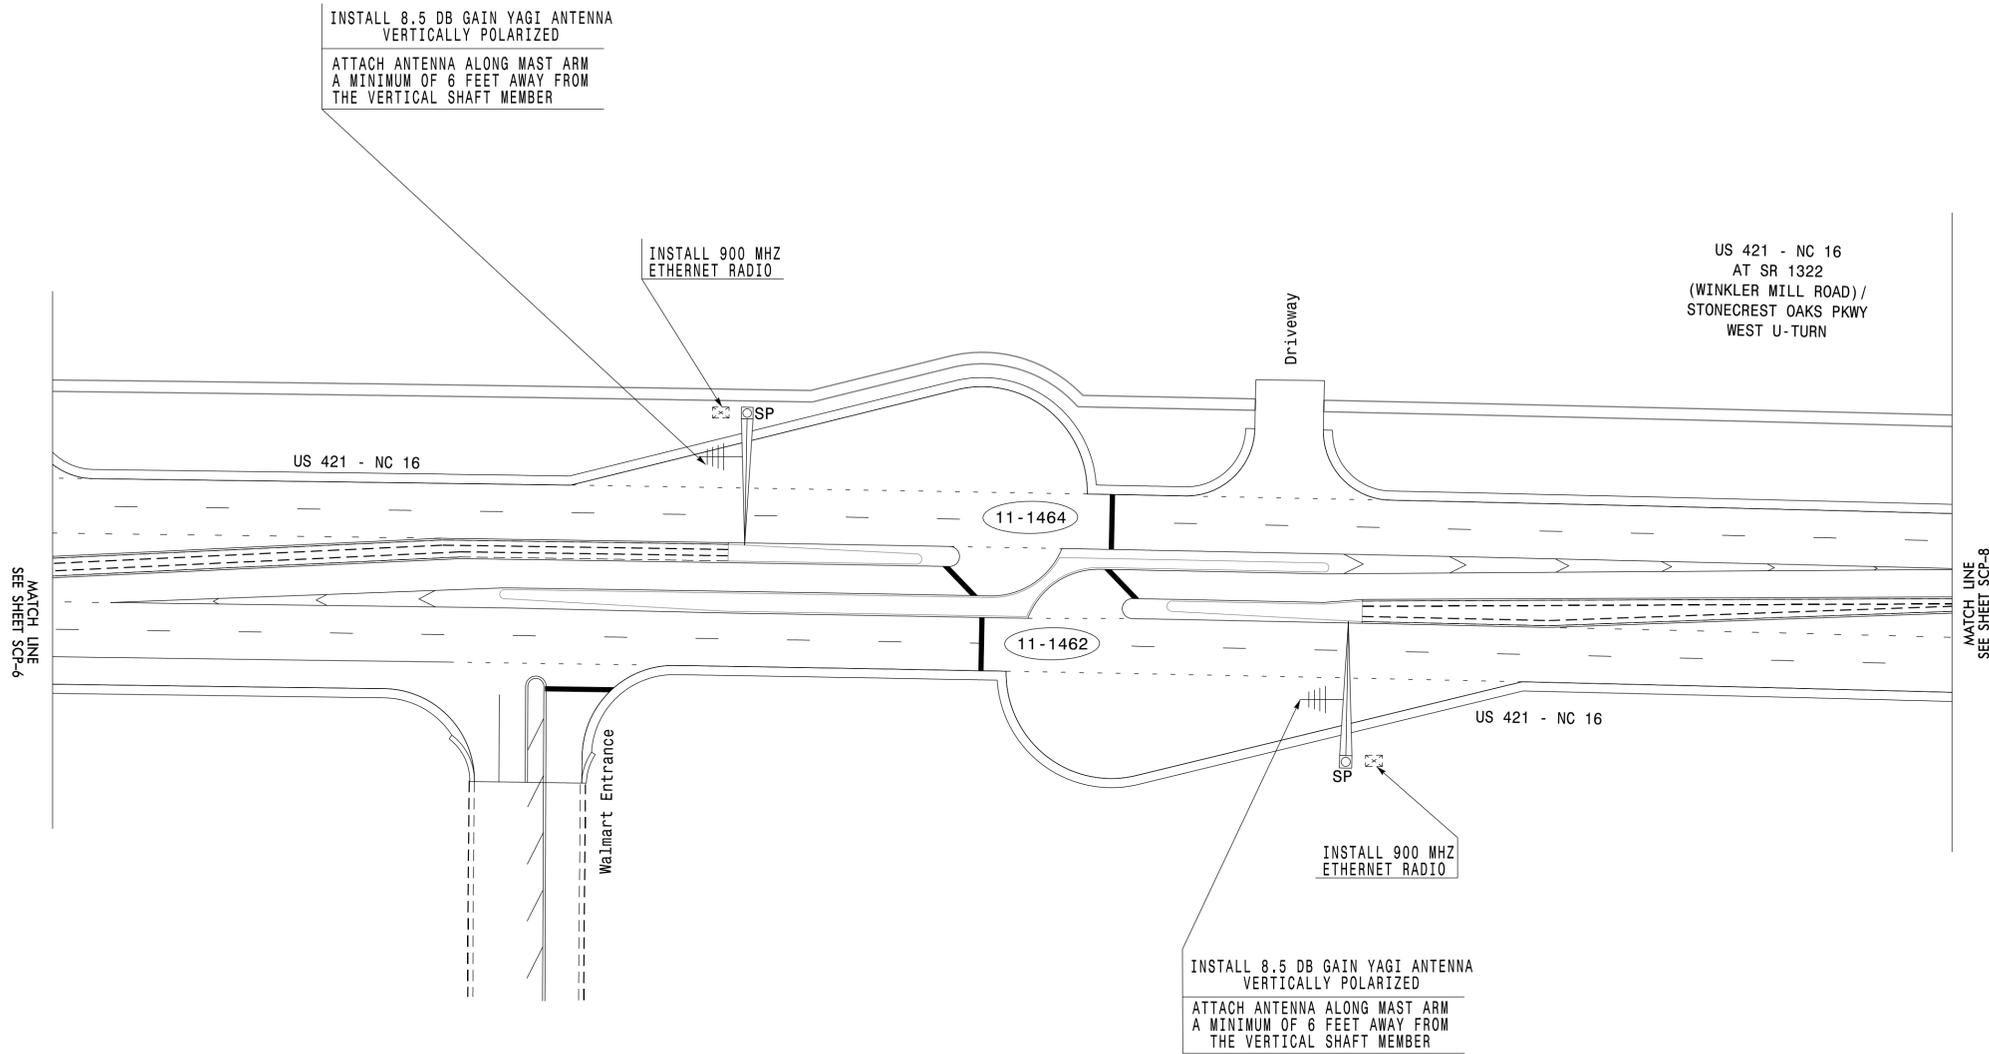 INSTALL 8.5 DB GAIN YAGI ANTENNA
VERTICALLY POLARIZED
ATTACH ANTENNA ALONG MAST ARM
A MINIMUM OF 6 FEET AWAY FROM
THE VERTICAL SHAFT MEMBER
INSTALL 900 MHZ
ETHERNET RADIO
US 421 - NC 16
AT SR 1322
(WINKLER MILL ROAD)/
STONECREST OAKS PKWY
WEST U-TURN
Driveway
SP
US 421 - NC 16
11-1464
MATCH LINE
SEE SHEET SCP-6
MATCH LINE
SEE SHEET SCP-8
11-1462
US 421 - NC 16
Walmart Entrance
SP
INSTALL 900 MHZ
ETHERNET RADIO
INSTALL 8.5 DB GAIN YAGI ANTENNA
VERTICALLY POLARIZED
ATTACH ANTENNA ALONG MAST ARM
A MINIMUM OF 6 FEET AWAY FROM
THE VERTICAL SHAFT MEMBER